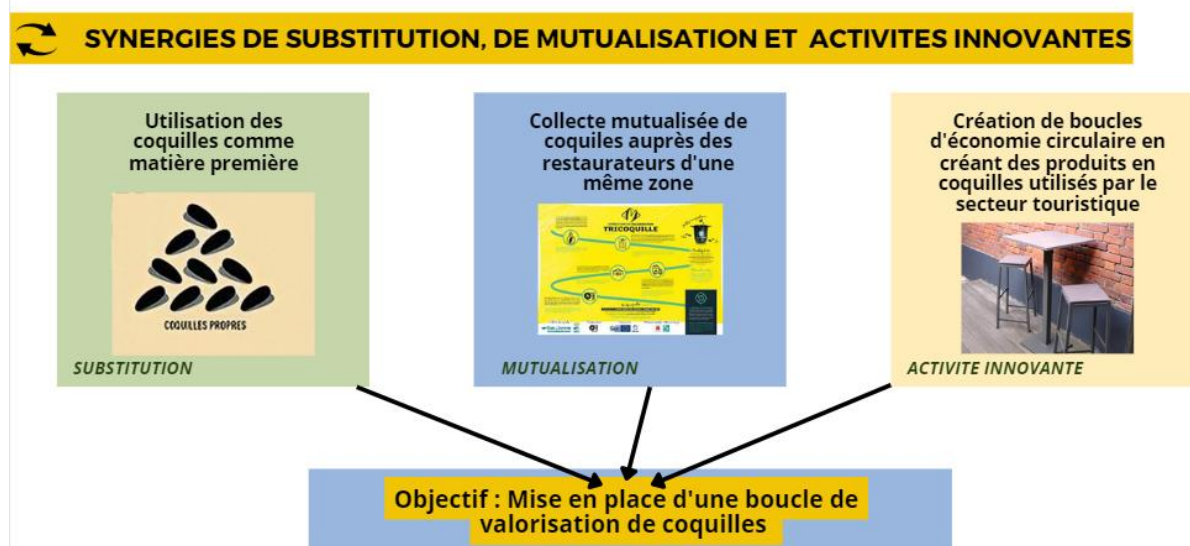 SYNERGIES DE SUBSTITUTION, DE MUTUALISATION ET ACTIVITES INNOVANTES
Utilisation des
coquilles comme
matière première
COQUILLES PROPRES
SUBSTITUTION
Collecte mutualisée de
coquiles auprès des
restaurateurs d'une
même zone
TRICOQUILLE
MUTUALISATION
Création de boucles
d'économie circulaire en
créant des produits en
coquilles utilisés par le
secteur touristique
ACTIVITE INNOVANTE
Objectif : Mise en place d'une boucle de
valorisation de coquilles